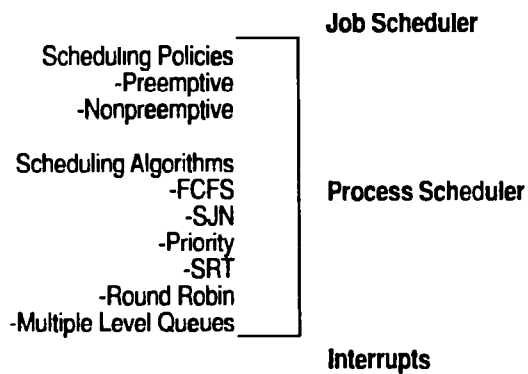 Job Scheduler
Scheduling Policies
-Preemptive
-Nonpreemptive
Scheduling Algorithms
-FCFS
-SJN
-Priority
-SRT
-Round Robin
-Multiple Level Queues
Process Scheduler
Interrupts